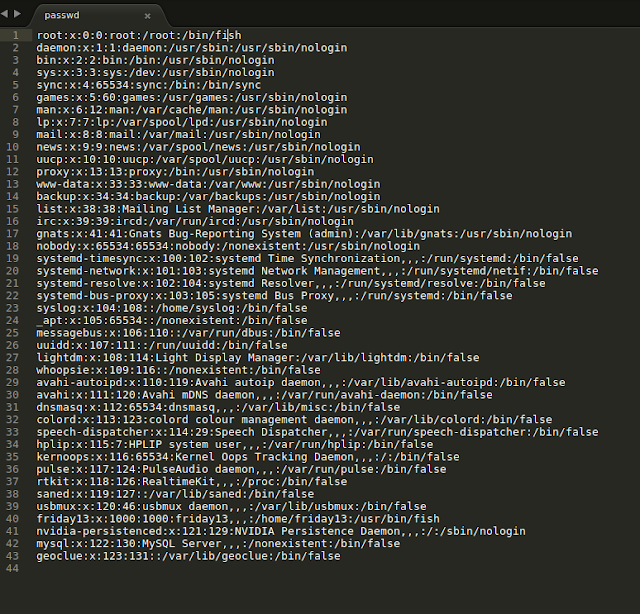 passwd
1 root:x:0:0:root:/root:/bin/fish
2 daemon:x:1:1:daemon:/usr/sbin:/usr/sbin/nologin
3 bin:x:2:2:bin:/bin:/usr/sbin/nologin
4 sys:x:3:3:sys:/dev:/usr/sbin/nologin
5 sync:x:4:65534:sync:/bin:/bin/sync
6 games:x:5:60:games:/usr/games:/usr/sbin/nologin
7 man:x:6:12:man:/var/cache/man:/usr/sbin/nologin
8 lp:x:7:7:lp:/var/spool/lpd:/usr/sbin/nologin
9 mail:x:8:8:mail:/var/mail:/usr/sbin/nologin
10 news:x:9:9:news:/var/spool/news:/usr/sbin/nologin
11 uucp:x:10:10:uucp:/var/spool/uucp:/usr/sbin/nologin
12 proxy:x:13:13:proxy:/bin:/usr/sbin/nologin
13 www-data:x:33:33:www-data:/var/www:/usr/sbin/nologin
14 backup:x:34:34:backup:/var/backups:/usr/sbin/nologin
15 list:x:38:38:Mailing List Manager:/var/list:/usr/sbin/nologin
16 irc:x:39:39:ircd:/var/run/ircd:/usr/sbin/nologin
17 gnats:x:41:41:Gnats Bug-Reporting System (admin):/var/lib/gnats:/usr/sbin/nologin
18 nobody:x:65534:65534:nobody:/nonexistent:/usr/sbin/nologin
19 systemd-timesync:x:100:102:systemd Time Synchronization,,,:/run/systemd:/bin/false
20 systemd-network:x:101:103:systemd Network Management,,,:/run/systemd/netif:/bin/false
21 systemd-resolve:x:102:104:systemd Resolver,,,:/run/systemd/resolve:/bin/false
22 systemd-bus-proxy:x:103:105:systemd Bus Proxy,,,:/run/systemd:/bin/false
23 syslog:x:104:108::/home/syslog:/bin/false
24 _apt:x:105:65534::/nonexistent:/bin/false
25 messagebus:x:106:110::/var/run/dbus:/bin/false
26 uuidd:x:107:111::/run/uuidd:/bin/false
27 lightdm:x:108:114:Light Display Manager:/var/lib/lightdm:/bin/false
28 whoopsie:x:109:116::/nonexistent:/bin/false
29 avahi-autoipd:x:110:119:Avahi autoip daemon,,,:/var/lib/avahi-autoipd:/bin/false
30 avahi:x:111:120:Avahi mDNS daemon,,,:/var/run/avahi-daemon:/bin/false
31 dnsmasq:x:112:65534:dnsmasq,,,:/var/lib/misc:/bin/false
32 colord:x:113:123:colord colour management daemon,,,:/var/lib/colord:/bin/false
33 speech-dispatcher:x:114:29:Speech Dispatcher,,,:/var/run/speech-dispatcher:/bin/false
34 hplip:x:115:7:HPLIP system user,,,:/var/run/hplip:/bin/false
35 kernoops:x:116:65534:Kernel Oops Tracking Daemon,,,:/:/bin/false
36 pulse:x:117:124:PulseAudio daemon,,,:/var/run/pulse:/bin/false
37 rtkit:x:118:126:RealtimeKit,,,:/proc:/bin/false
38 saned:x:119:127::/var/lib/saned:/bin/false
39 usbmux:x:120:46:usbmux daemon,,,:/var/lib/usbmux:/bin/false
40 friday13:x:1000:1000:friday13,,,:/home/friday13:/usr/bin/fish
41 nvidia-persistenced:x:121:129:NVIDIA Persistence Daemon,,,:/:/sbin/nologin
42 mysql:x:122:130:MySQL Server,,,:/nonexistent:/bin/false
43 geoclue:x:123:131::/var/lib/geoclue:/bin/false
44